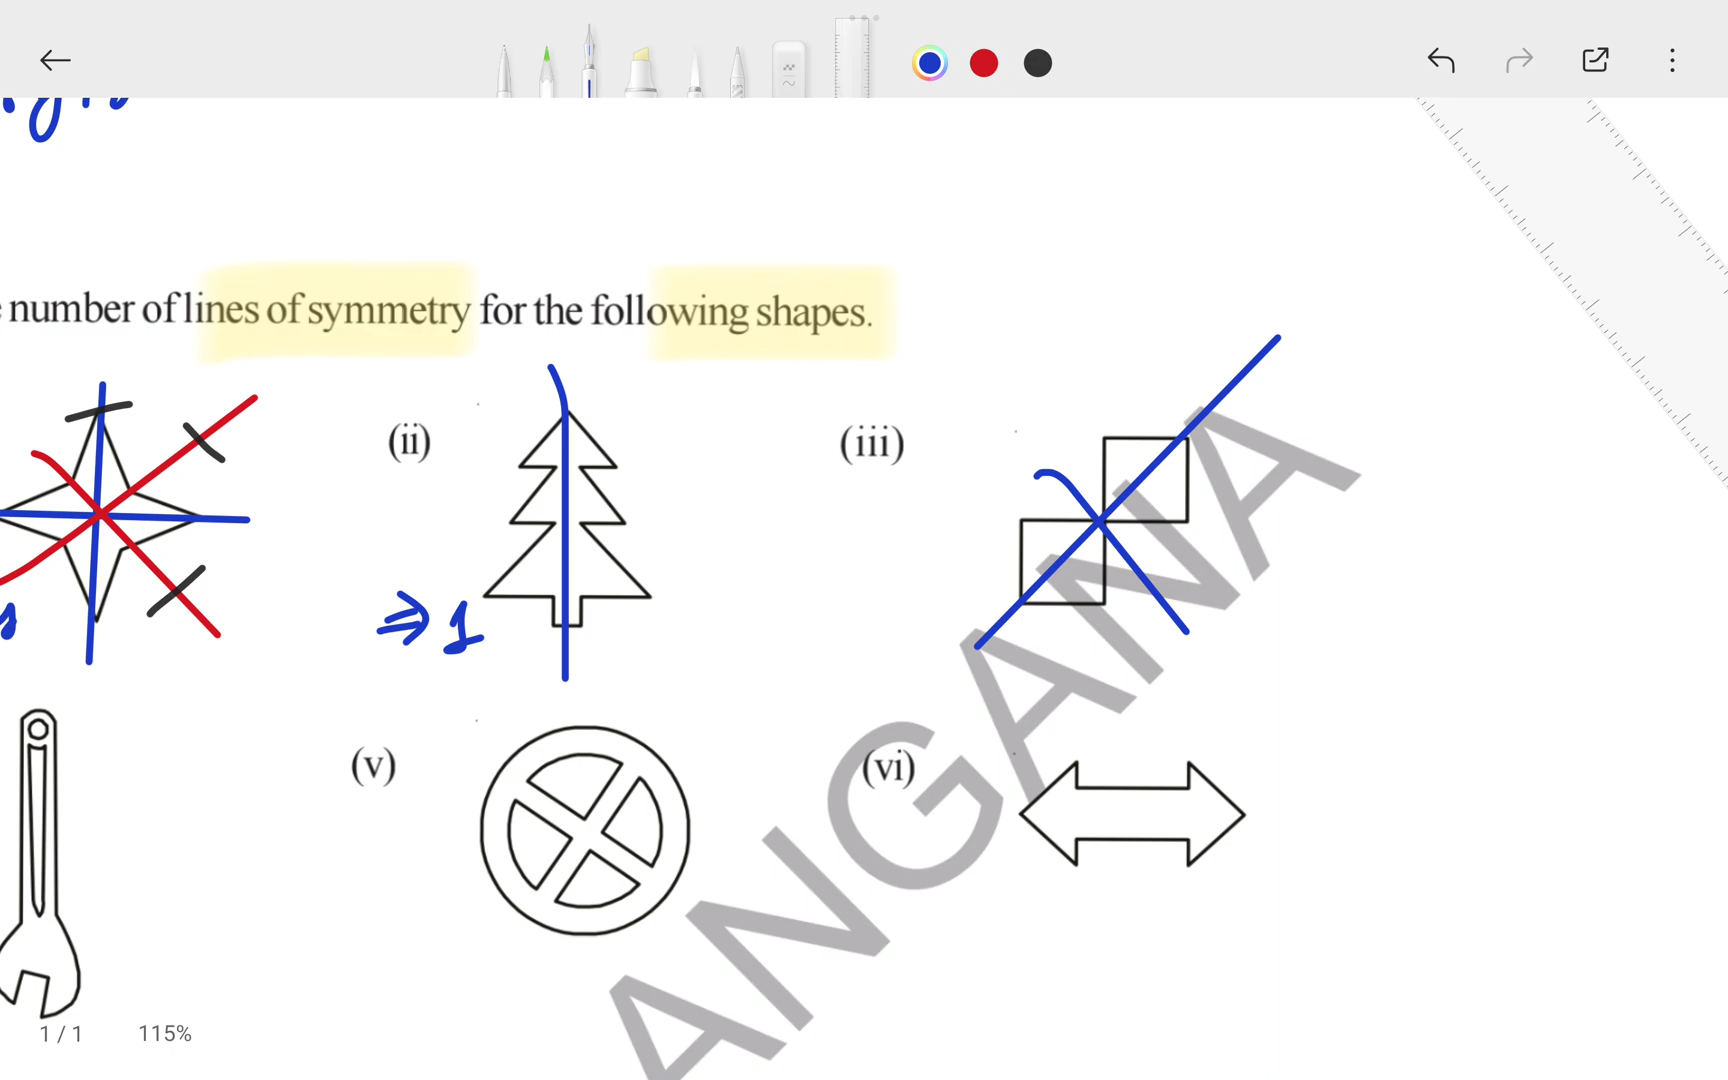 number of lines of symmetry for the following shapes.
(ii)
(iii)
⇒ 1
(v)
(vi)
ANGANA
1 / 1
115%